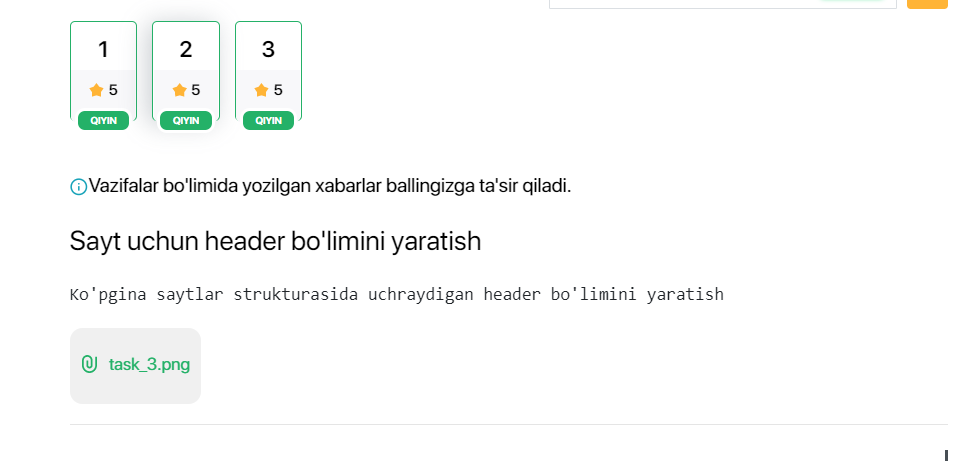 1 2 3
5 5 5
QIYIN QIYIN QIYIN
Vazifalar bo'limida yozilgan xabarlar ballingizga ta'sir qiladi.
Sayt uchun header bo'limini yaratish
Ko'pgina saytlar strukturasida uchraydigan header bo'limini yaratish
task_3.png